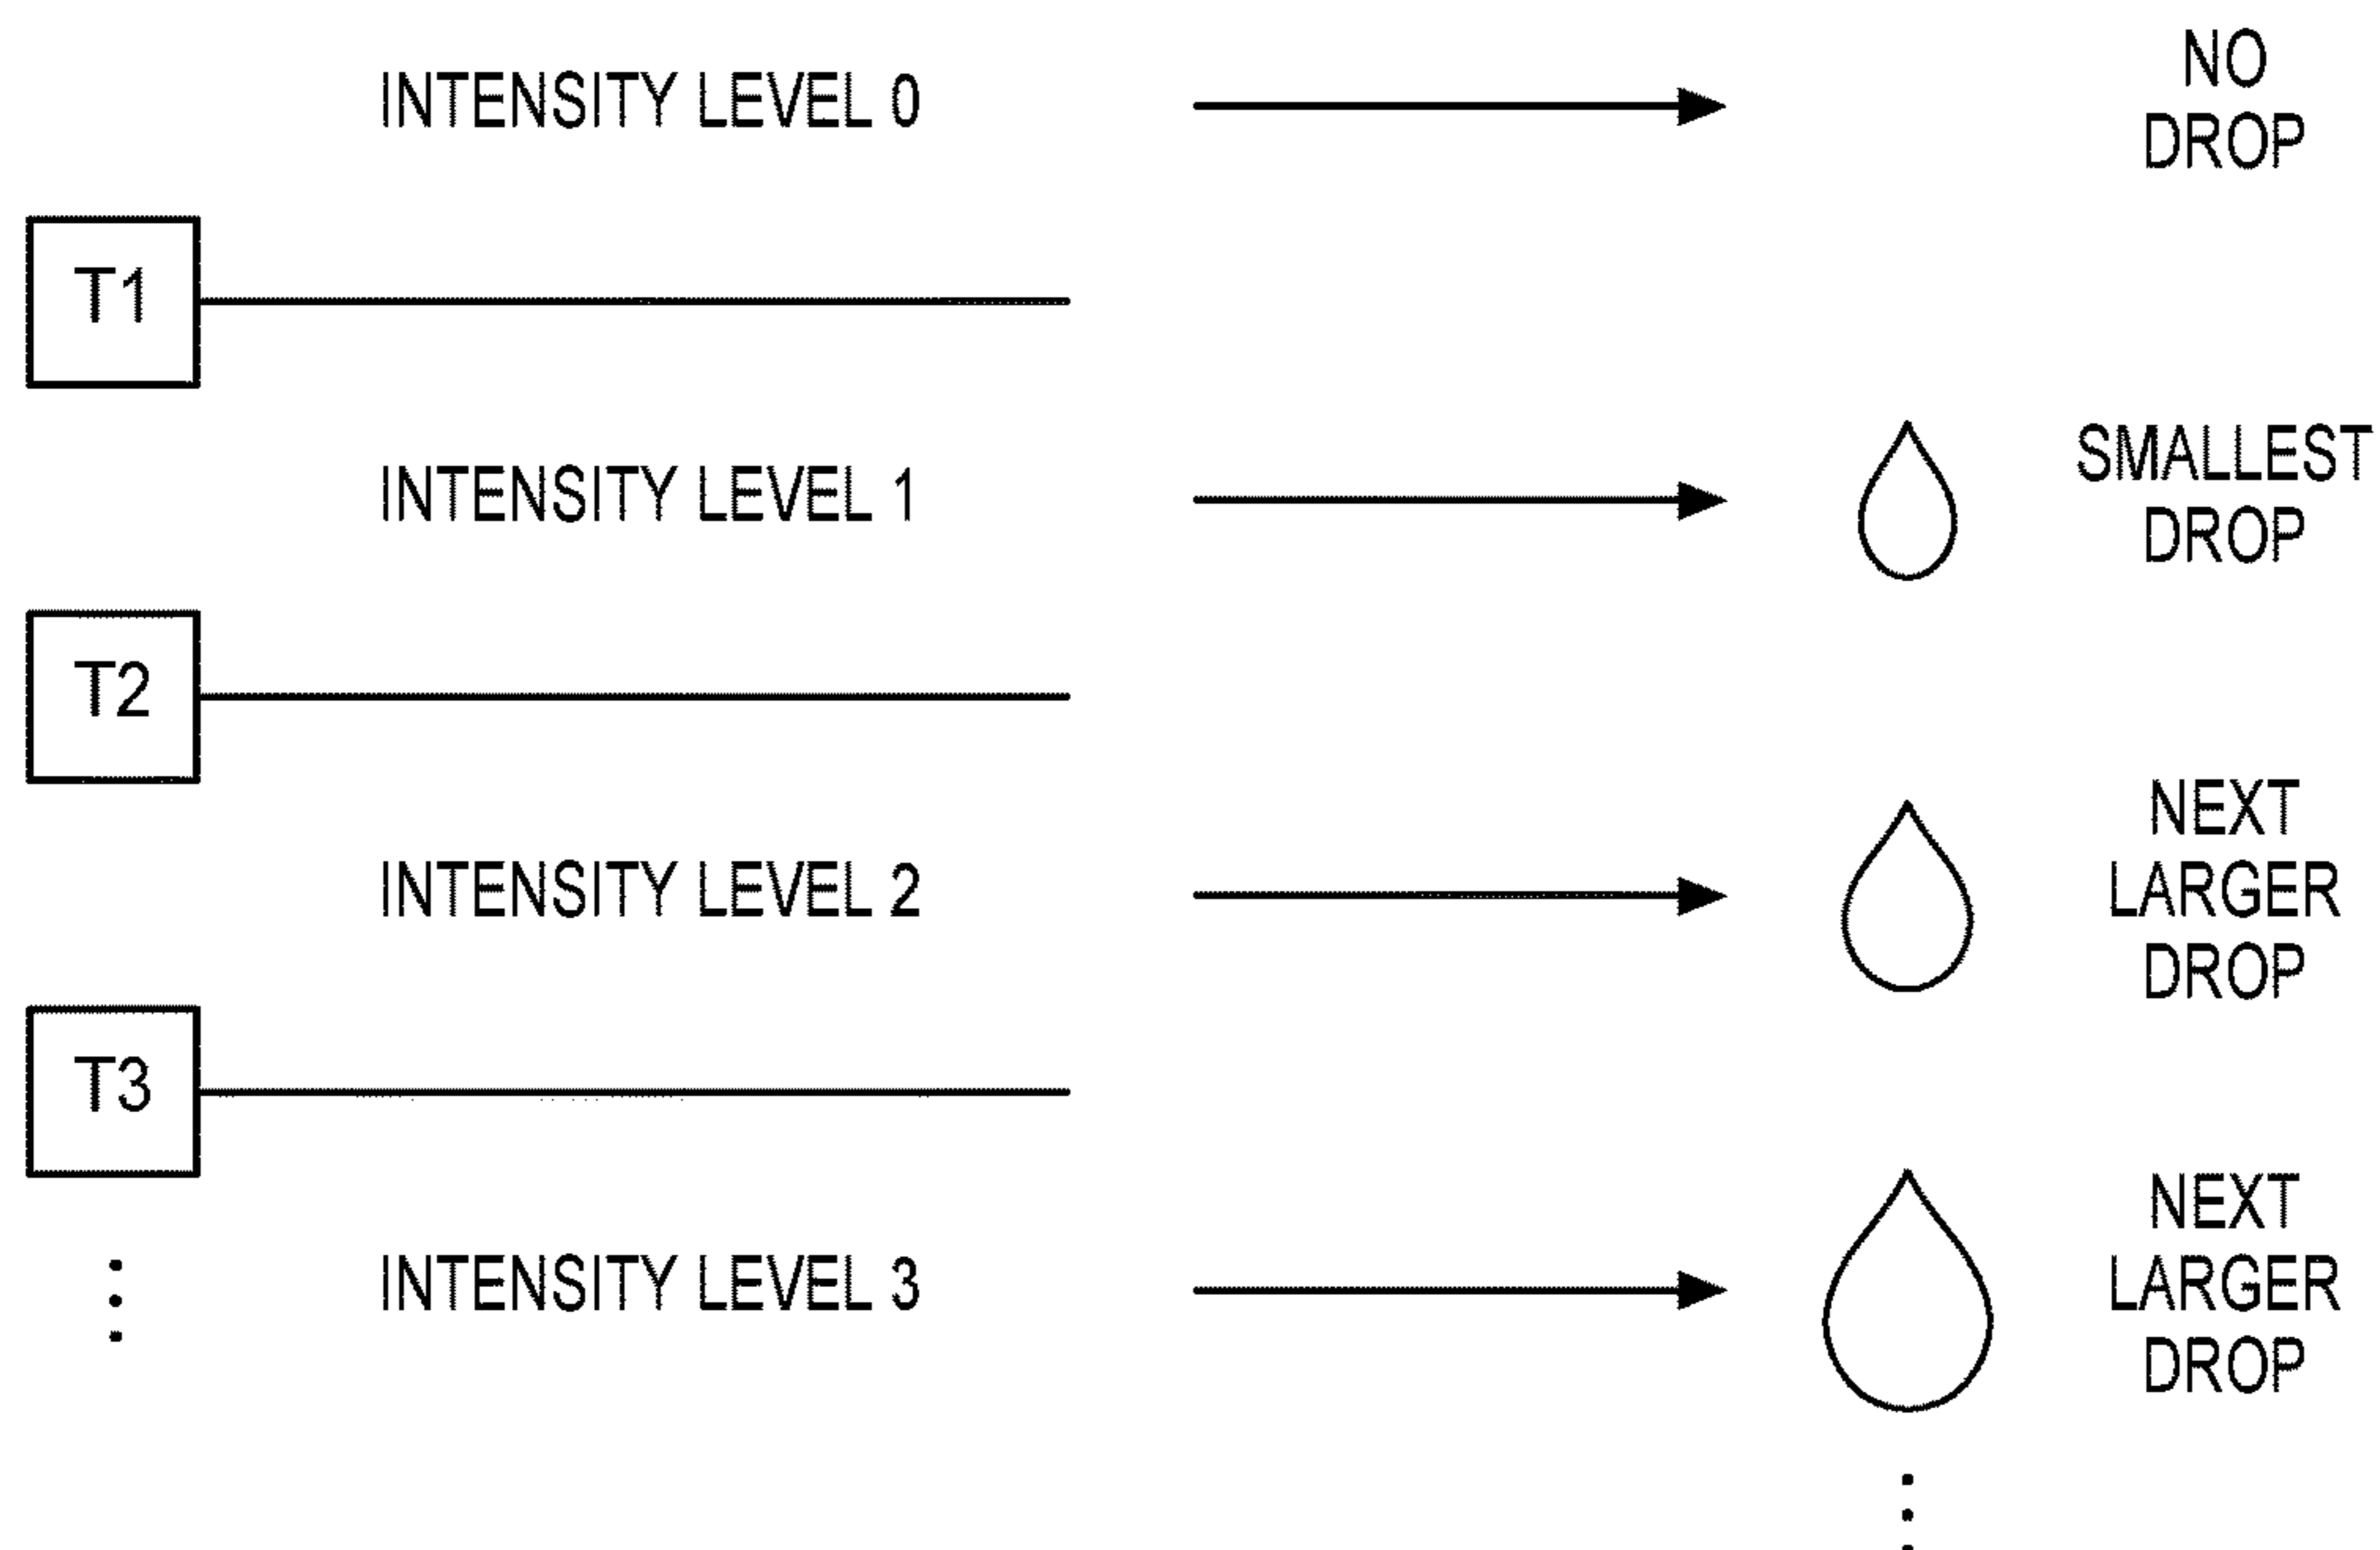 INTENSITY LEVEL 0
NO
DROP
T1
INTENSITY LEVEL 1
SMALLEST
DROP
T2
INTENSITY LEVEL 2
NEXT
LARGER
DROP
T3
INTENSITY LEVEL 3
NEXT
LARGER
DROP